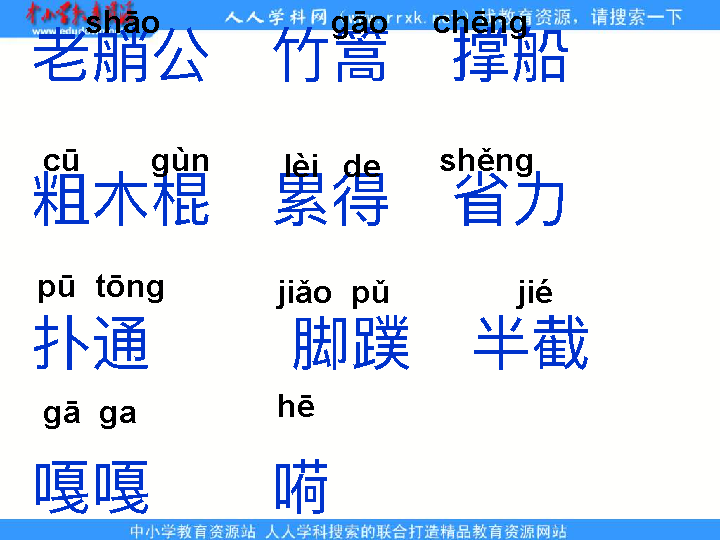 人人学科网
找教育资源，请搜索一下
shāo gāo chēng
老艄公 竹篙 撑船
cū gùn lèi de shěng
粗木棍 累得 省力
pū tōng jiǎo pǔ jié
扑通 脚蹼 半截
gā ga hē
嘎嘎 嗬
中小学教育资源站 人人学科搜索的联合打造精品教育资源网站